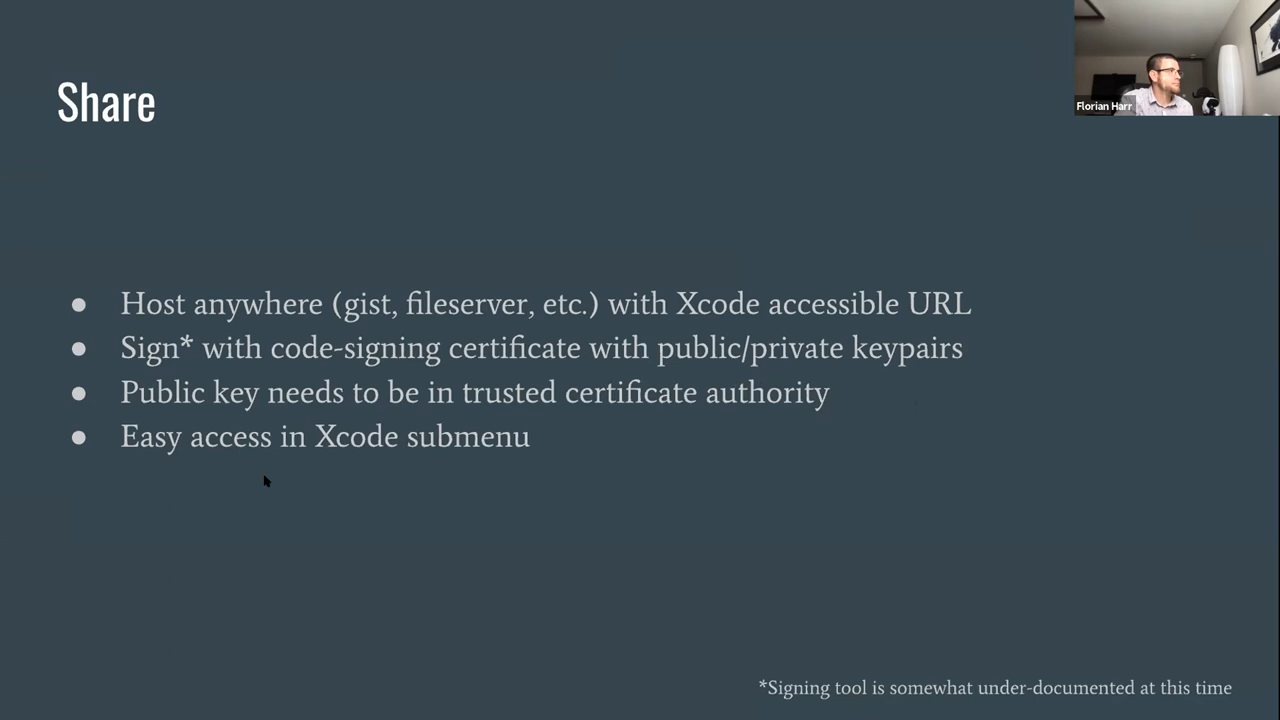 Share
Florian Harr
● Host anywhere (gist, fileserver, etc.) with Xcode accessible URL
● Sign* with code-signing certificate with public/private keypairs
● Public key needs to be in trusted certificate authority
● Easy access in Xcode submenu
*Signing tool is somewhat under-documented at this time